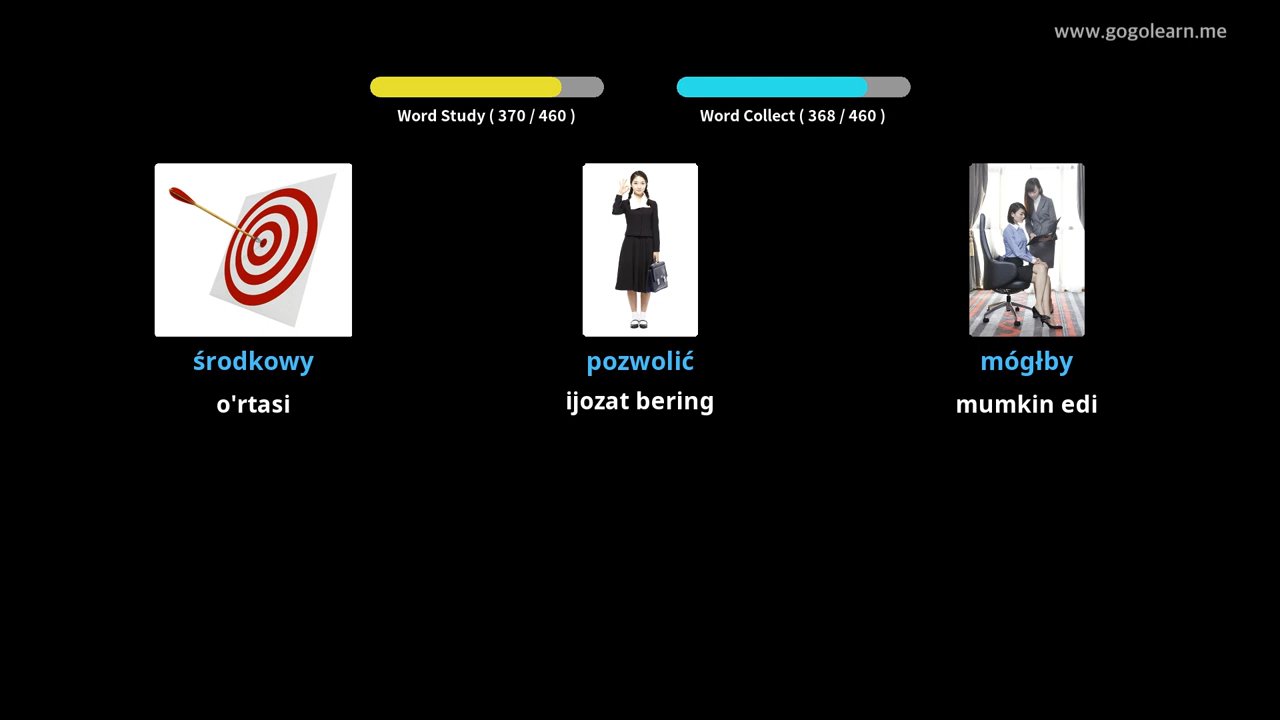 www.gogolearn.me
Word Study ( 370 / 460 )
Word Collect ( 368 / 460 )
środkowy
o'rtasi
pozwolić
ijozat bering
mógłby
mumkin edi